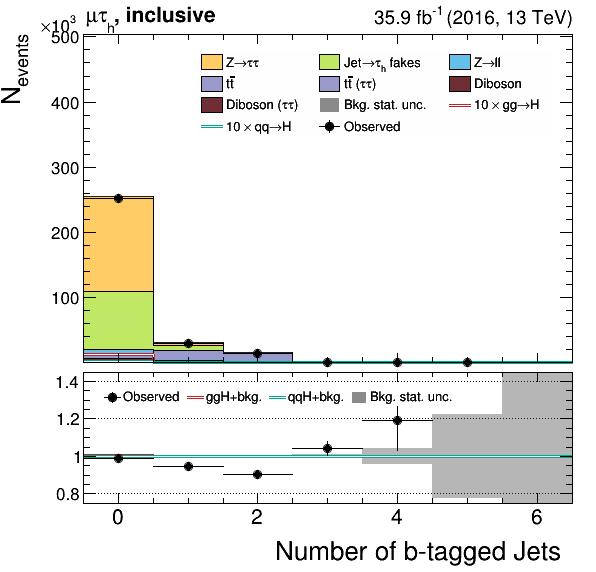 ×10³ μτₕ, inclusive 35.9 fb⁻¹ (2016, 13 TeV)
N_events
500
400
300
200
100
Z→ττ Jet→τₕ fakes Z→ll
tt̄ tt̄ (ττ) Diboson
Diboson (ττ) Bkg. stat. unc. 10 × gg→H
10 × qq→H Observed
1.4
1.2
1
0.8
Observed ggH+bkg. qqH+bkg. Bkg. stat. unc.
0 2 4 6
Number of b-tagged Jets